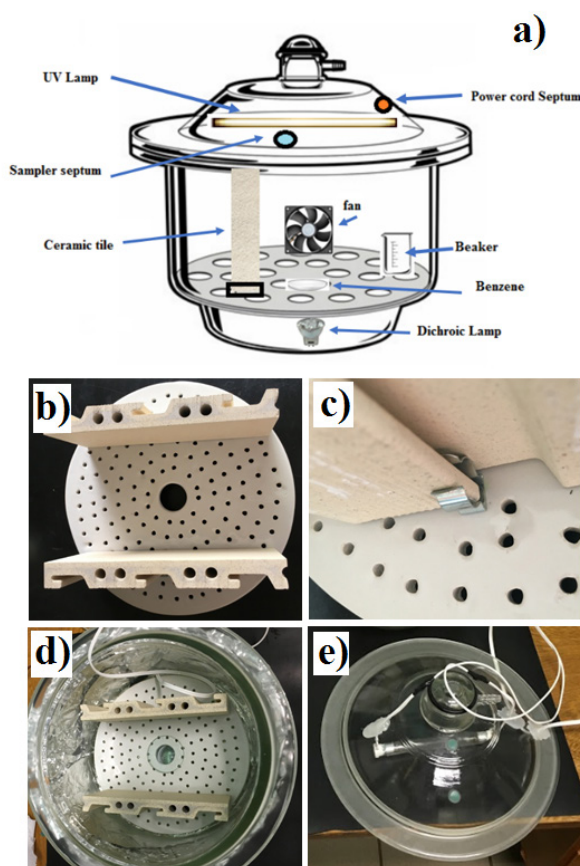 a)
UV Lamp
Power cord Septum
Sampler septum
fan
Ceramic tile
Beaker
Benzene
Dichroic Lamp
b)
c)
d)
e)